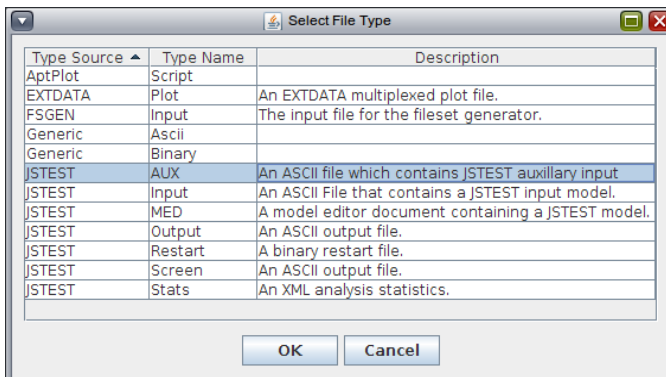 Select File Type
Type Source Type Name Description
AptPlot Script
EXTDATA Plot An EXTDATA multiplexed plot file.
FSGEN Input The input file for the fileset generator.
Generic Ascii
Generic Binary
JSTEST AUX An ASCII file which contains JSTEST auxillary input
JSTEST Input An ASCII File that contains a JSTEST input model.
JSTEST MED A model editor document containing a JSTEST model.
JSTEST Output An ASCII output file.
JSTEST Restart A binary restart file.
JSTEST Screen An ASCII output file.
JSTEST Stats An XML analysis statistics.
OK Cancel